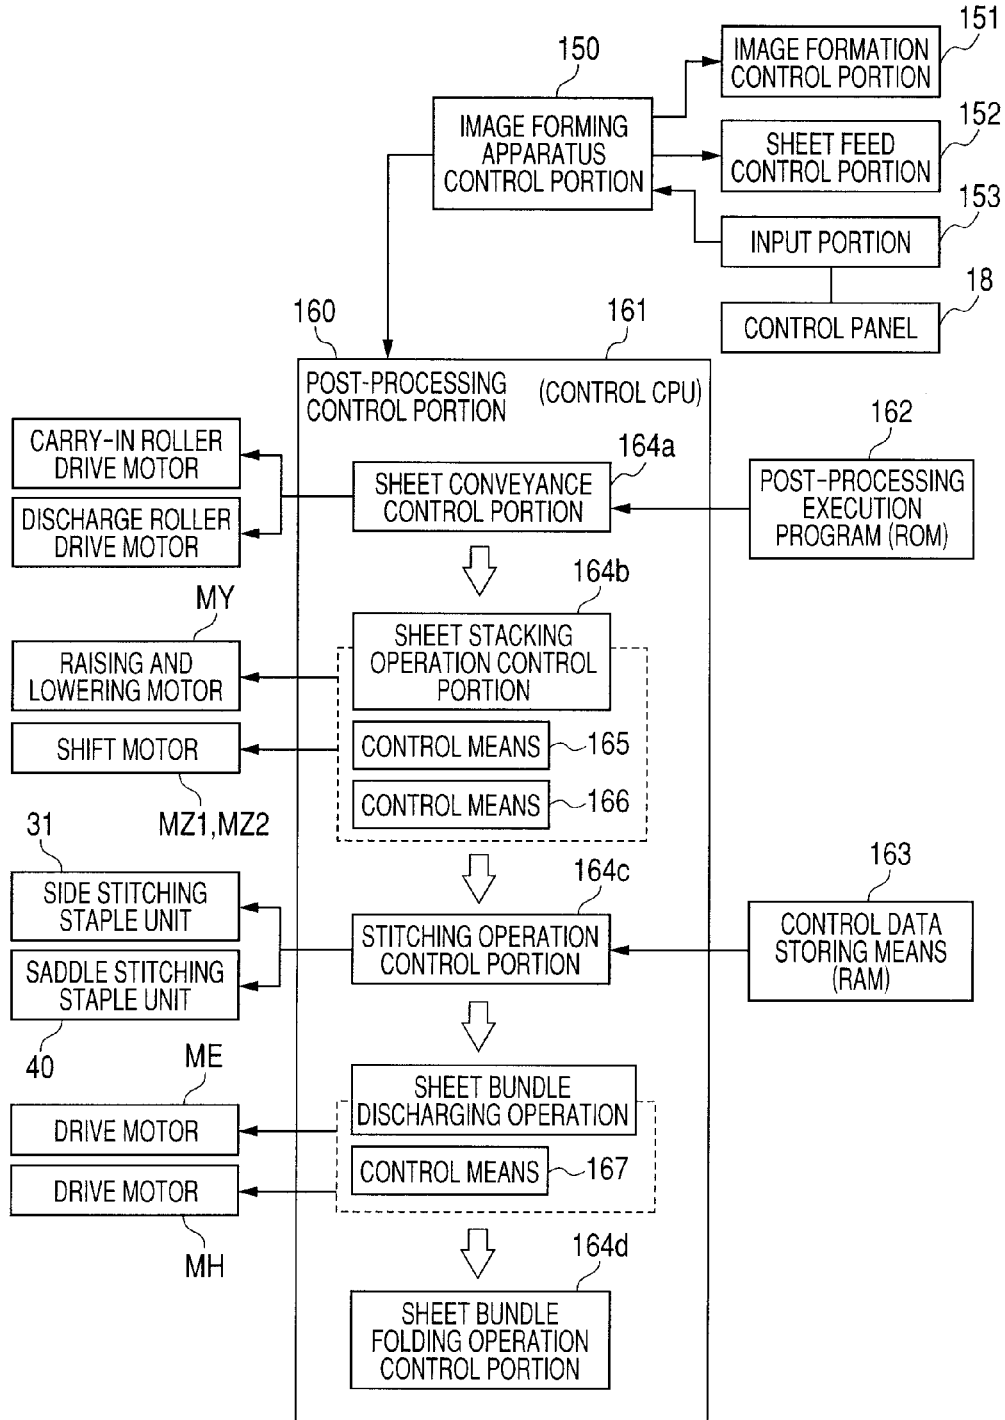 151
IMAGE FORMATION
CONTROL PORTION
150
IMAGE FORMING
APPARATUS
CONTROL PORTION
152
SHEET FEED
CONTROL PORTION
153
INPUT PORTION
18
CONTROL PANEL
160
161
POST-PROCESSING
CONTROL PORTION
(CONTROL CPU)
CARRY-IN ROLLER
DRIVE MOTOR
DISCHARGE ROLLER
DRIVE MOTOR
164a
SHEET CONVEYANCE
CONTROL PORTION
162
POST-PROCESSING
EXECUTION
PROGRAM (ROM)
MY
RAISING AND
LOWERING MOTOR
SHIFT MOTOR
MZ1,MZ2
164b
SHEET STACKING
OPERATION CONTROL
PORTION
CONTROL MEANS
165
CONTROL MEANS
166
31
SIDE STITCHING
STAPLE UNIT
SADDLE STITCHING
STAPLE UNIT
40
164c
STITCHING OPERATION
CONTROL PORTION
163
CONTROL DATA
STORING MEANS
(RAM)
ME
DRIVE MOTOR
DRIVE MOTOR
MH
SHEET BUNDLE
DISCHARGING OPERATION
CONTROL MEANS
167
164d
SHEET BUNDLE
FOLDING OPERATION
CONTROL PORTION